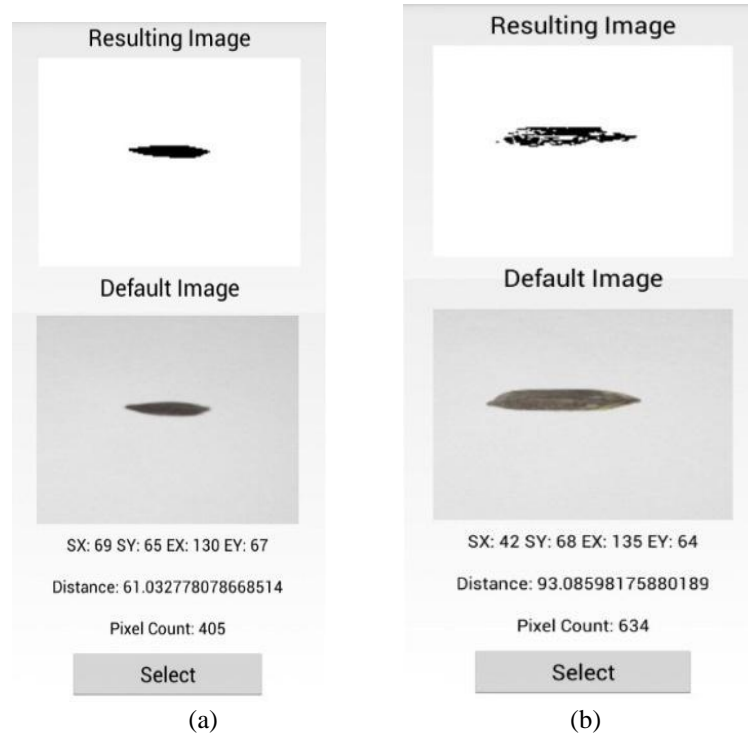 Resulting Image
Default Image
SX: 69 SY: 65 EX: 130 EY: 67
Distance: 61.032778078668514
Pixel Count: 405
Select
(a)
Resulting Image
Default Image
SX: 42 SY: 68 EX: 135 EY: 64
Distance: 93.08598175880189
Pixel Count: 634
Select
(b)